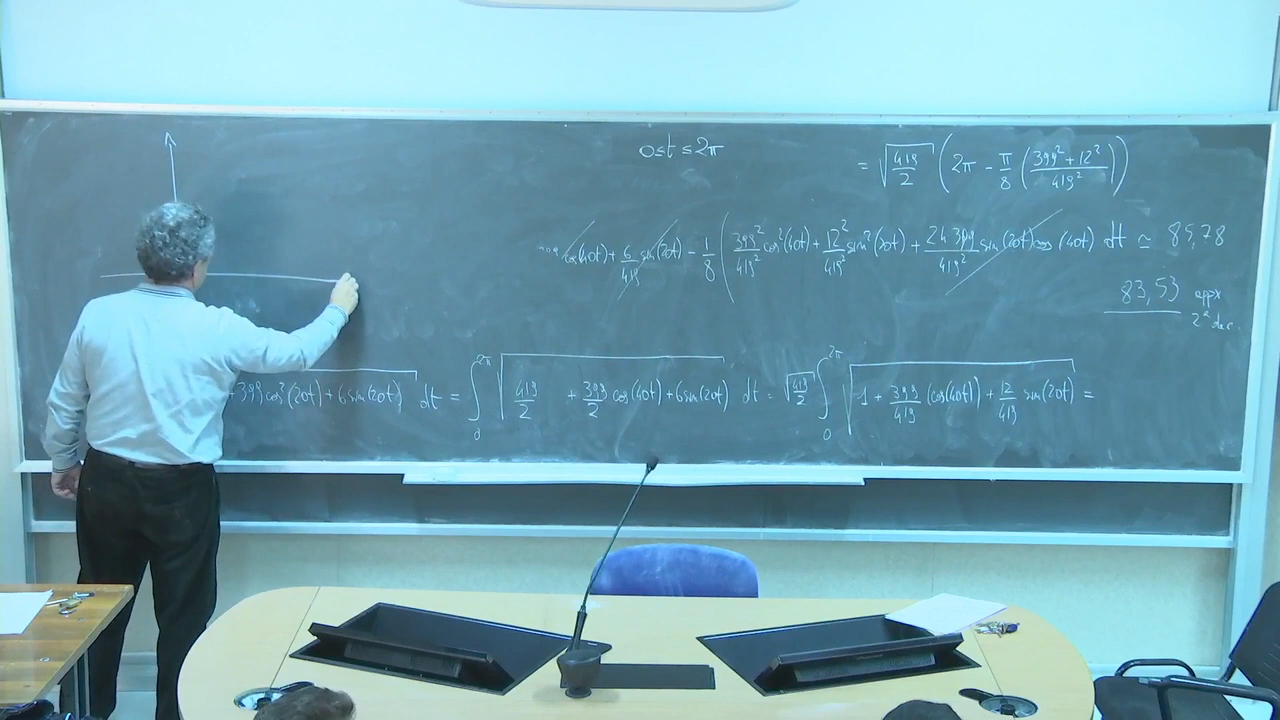 0≤t≤2π
= √(419/2) (2π - π/8 ((399²+12²)/419²))
cos(40t) + 6/419 sin(20t) - 1/8 (399²/419² cos²(40t) + 12²/419² sin²(20t) + 24·399/419² sin(20t) cos(40t) dt ≃ 85,78
83,53 appx
2ª dec.
+399 cos²(20t) + 6 sin(20t) dt = ∫₀^2π √(419/2 + 399/2 cos(40t) + 6 sin(20t)) dt = √(419/2) ∫₀^2π √(1 + 399/419 (cos(40t)) + 12/419 sin(20t)) =